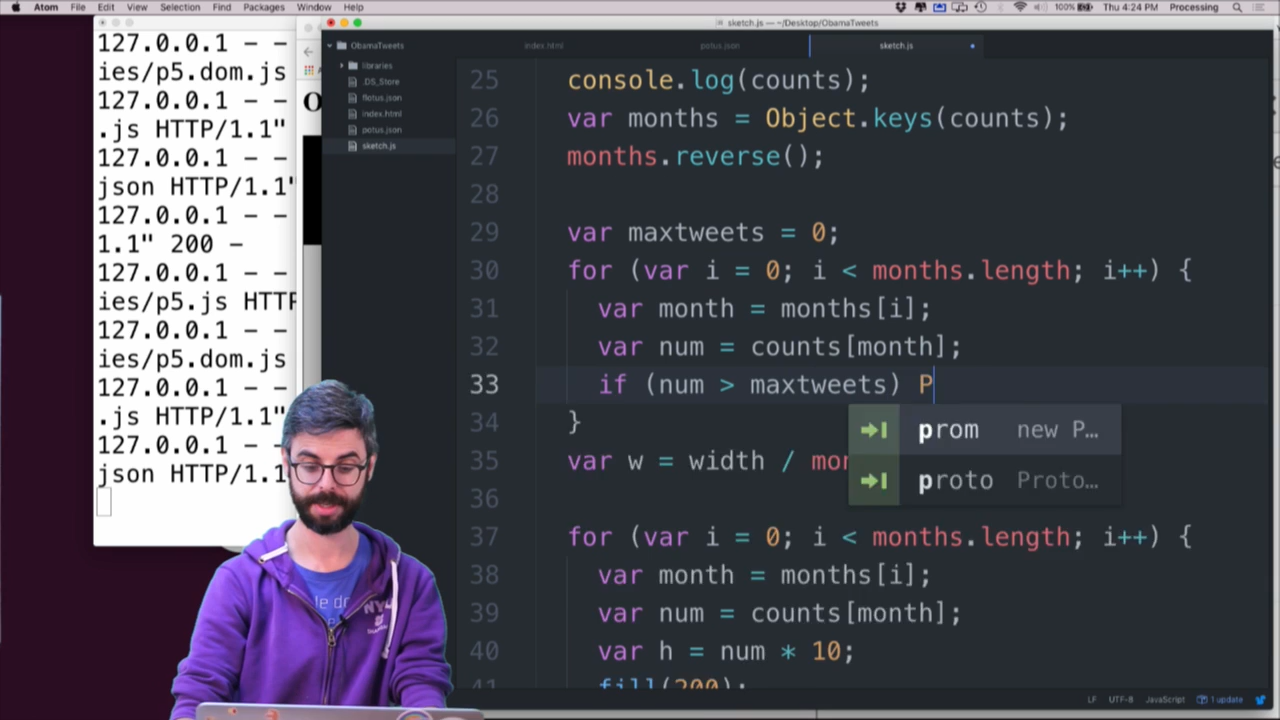 Atom File Edit View Selection Find Packages Window Help
100% Thu 4:24 PM Processing
127.0.0.1 - -
ies/p5.dom.js
127.0.0.1 - -
.js HTTP/1.1"
127.0.0.1 - -
json HTTP/1.1"
127.0.0.1 - -
1.1" 200 -
127.0.0.1 - -
ies/p5.js HTTP
127.0.0.1 - -
ies/p5.dom.js
127.0.0.1 - -
.js HTTP/1.1"
127.0.0.1 - -
json HTTP/1.1
O
sketch.js — ~/Desktop/ObamaTweets
ObamaTweets
libraries
.DS_Store
flotus.json
index.html
potus.json
sketch.js
index.html potus.json sketch.js
25 console.log(counts);
26 var months = Object.keys(counts);
27 months.reverse();
28
29 var maxtweets = 0;
30 for (var i = 0; i < months.length; i++) {
31 var month = months[i];
32 var num = counts[month];
33 if (num > maxtweets) P
34 }
prom new P…
proto Proto…
35 var w = width / mon
36
37 for (var i = 0; i < months.length; i++) {
38 var month = months[i];
39 var num = counts[month];
40 var h = num * 10;
41 fill(200);
LF UTF-8 JavaScript 1 update
NYU